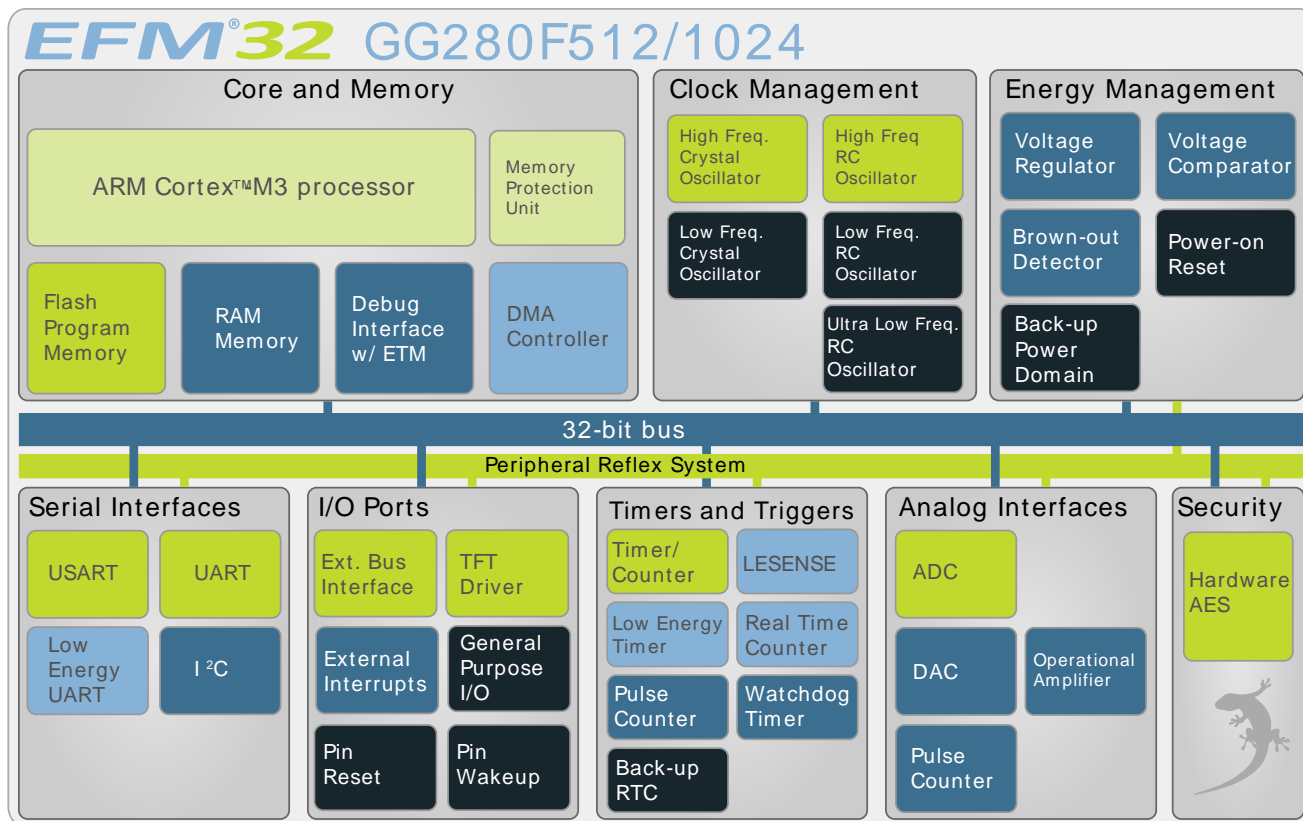 EFM®32 GG280F512/1024
Core and Memory
ARM Cortex™M3 processor
Memory
Protection
Unit
Flash
Program
Memory
RAM
Memory
Debug
Interface
w/ ETM
DMA
Controller
Clock Management
High Freq.
Crystal
Oscillator
High Freq
RC
Oscillator
Low Freq.
Crystal
Oscillator
Low Freq.
RC
Oscillator
Ultra Low Freq.
RC
Oscillator
Energy Management
Voltage
Regulator
Voltage
Comparator
Brown-out
Detector
Power-on
Reset
Back-up
Power
Domain
32-bit bus
Peripheral Reflex System
Serial Interfaces
USART
UART
Low
Energy
UART
I ²C
I/O Ports
Ext. Bus
Interface
TFT
Driver
External
Interrupts
General
Purpose
I/O
Pin
Reset
Pin
Wakeup
Timers and Triggers
Timer/
Counter
LESENSE
Low Energy
Timer
Real Time
Counter
Pulse
Counter
Watchdog
Timer
Back-up
RTC
Analog Interfaces
ADC
DAC
Operational
Amplifier
Pulse
Counter
Security
Hardware
AES